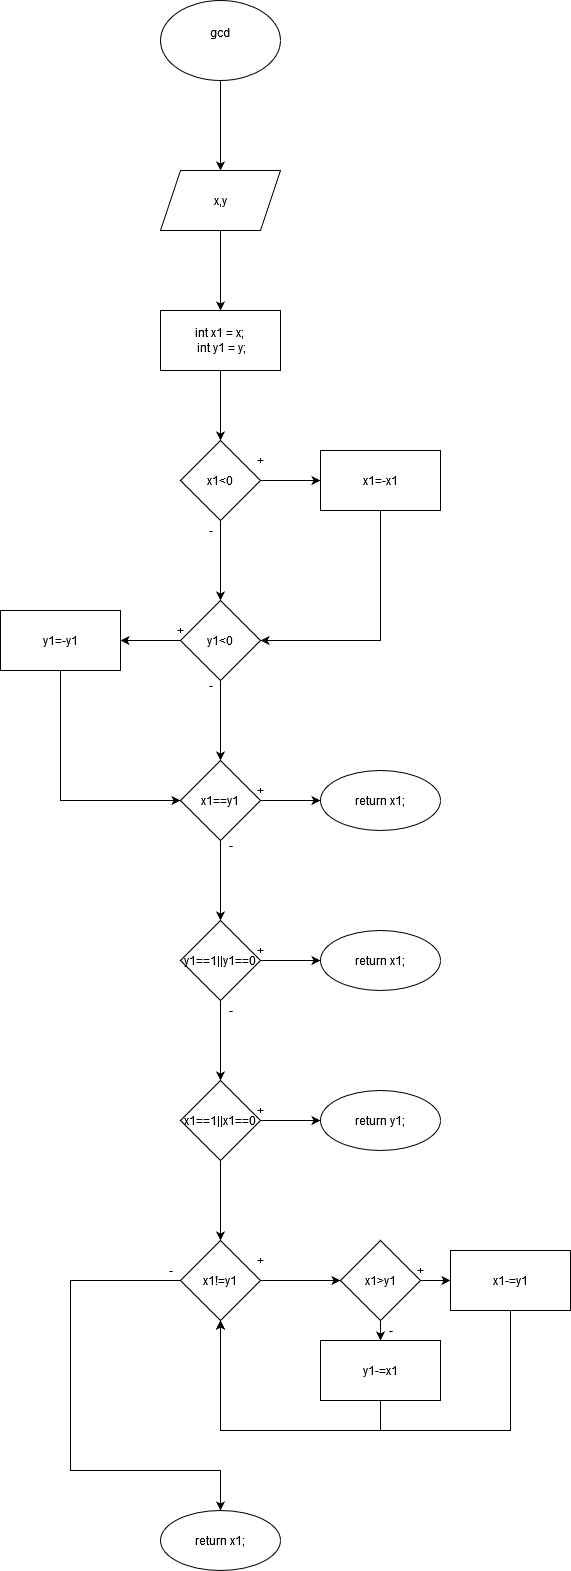 gcd
x,y
int x1 = x;
int y1 = y;
x1<0
+
x1=-x1
-
y1=-y1
+
y1<0
-
x1==y1
+
return x1;
-
y1==1||y1==0
+
return x1;
-
x1==1||x1==0
+
return y1;
-
x1!=y1
+
x1>y1
+
x1-=y1
-
y1-=x1
return x1;